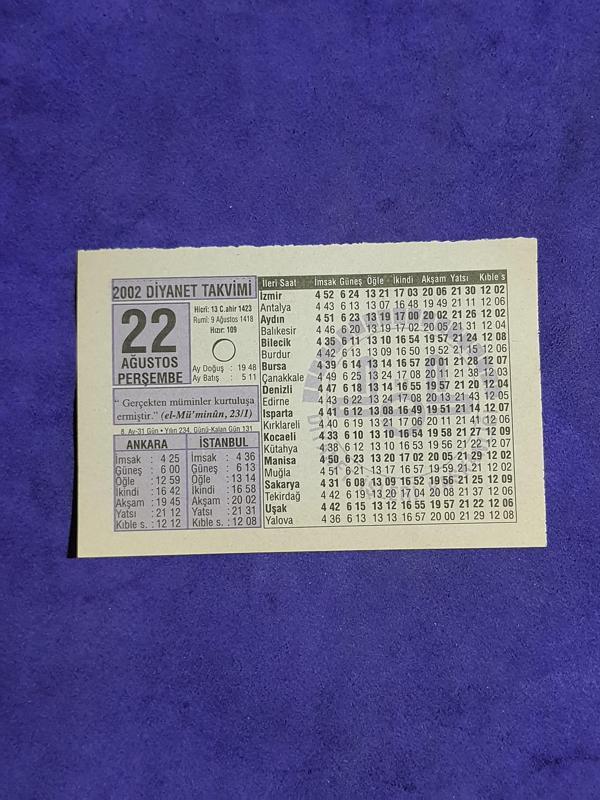 2002 DİYANET TAKVİMİ
22
AĞUSTOS
PERŞEMBE
Hicrî: 13 C.ahir 1423
Rumî: 9 Ağustos 1418
Hızır: 109
Ay Doğuş : 19 48
Ay Batış : 5 11
“ Gerçekten müminler kurtuluşa
ermiştir.” (el-Mü'minûn, 23/1)
8. Ay-31 Gün • Yılın 234. Günü-Kalan Gün 131
ANKARA
İmsak : 4 25
Güneş : 6 00
Öğle : 12 59
İkindi : 16 42
Akşam : 19 45
Yatsı : 21 12
Kıble s. : 12 12
İSTANBUL
İmsak : 4 36
Güneş : 6 13
Öğle : 13 14
İkindi : 16 58
Akşam : 20 02
Yatsı : 21 31
Kıble s. : 12 08
İleri Saat İmsak Güneş Öğle İkindi Akşam Yatsı Kıble s
İzmir 4 52 6 24 13 21 17 03 20 06 21 30 12 02
Antalya 4 43 6 13 13 07 16 48 19 49 21 11 12 06
Aydın 4 51 6 23 13 19 17 00 20 02 21 26 12 02
Balıkesir 4 46 6 20 13 19 17 02 20 05 21 31 12 04
Bilecik 4 35 6 11 13 10 16 54 19 57 21 24 12 08
Burdur 4 42 6 13 13 09 16 50 19 52 21 15 12 06
Bursa 4 39 6 14 13 14 16 57 20 01 21 28 12 07
Çanakkale 4 49 6 25 13 24 17 08 20 11 21 38 12 03
Denizli 4 47 6 18 13 14 16 55 19 57 21 20 12 04
Edirne 4 43 6 22 13 24 17 08 20 13 21 43 12 05
Isparta 4 41 6 12 13 08 16 49 19 51 21 14 12 07
Kırklareli 4 40 6 19 13 21 17 06 20 11 21 41 12 06
Kocaeli 4 33 6 10 13 10 16 54 19 58 21 27 12 09
Kütahya 4 38 6 12 13 10 16 53 19 56 21 22 12 07
Manisa 4 50 6 23 13 20 17 02 20 05 21 29 12 02
Muğla 4 51 6 21 13 17 16 57 19 59 21 21 12 02
Sakarya 4 31 6 08 13 09 16 52 19 56 21 25 12 09
Tekirdağ 4 42 6 19 13 20 17 04 20 08 21 37 12 06
Uşak 4 42 6 15 13 12 16 55 19 57 21 22 12 06
Yalova 4 36 6 13 13 13 16 57 20 00 21 29 12 08